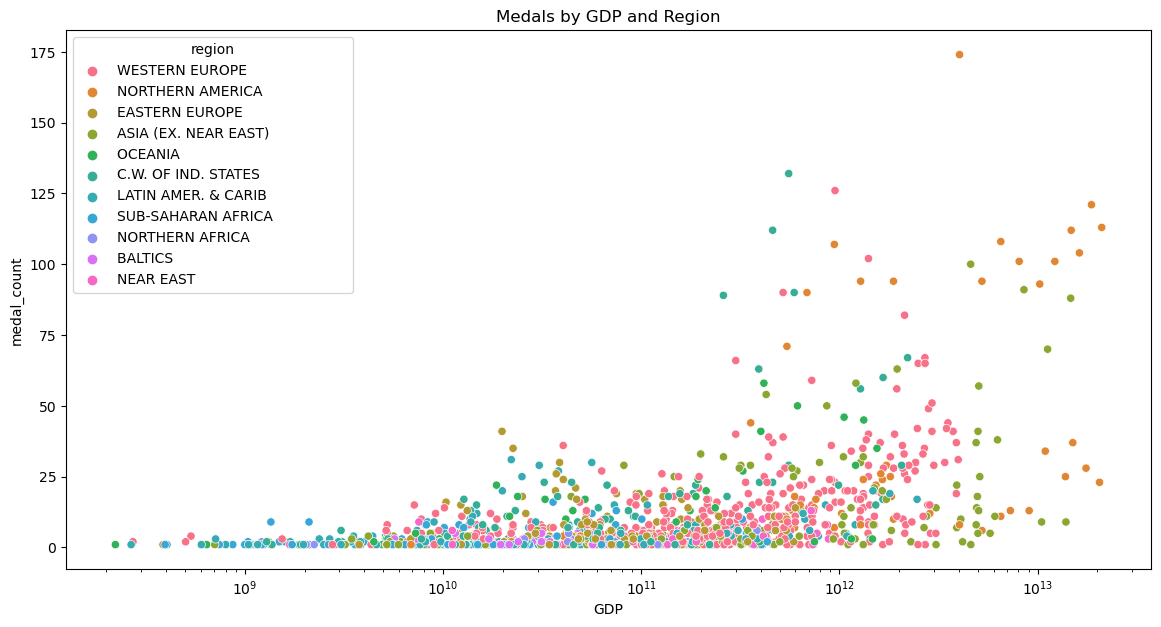 Medals by GDP and Region
175
150
125
100
75
50
25
0
medal_count
region
WESTERN EUROPE
NORTHERN AMERICA
EASTERN EUROPE
ASIA (EX. NEAR EAST)
OCEANIA
C.W. OF IND. STATES
LATIN AMER. & CARIB
SUB-SAHARAN AFRICA
NORTHERN AFRICA
BALTICS
NEAR EAST
10⁹ 10¹⁰ 10¹¹ 10¹² 10¹³
GDP